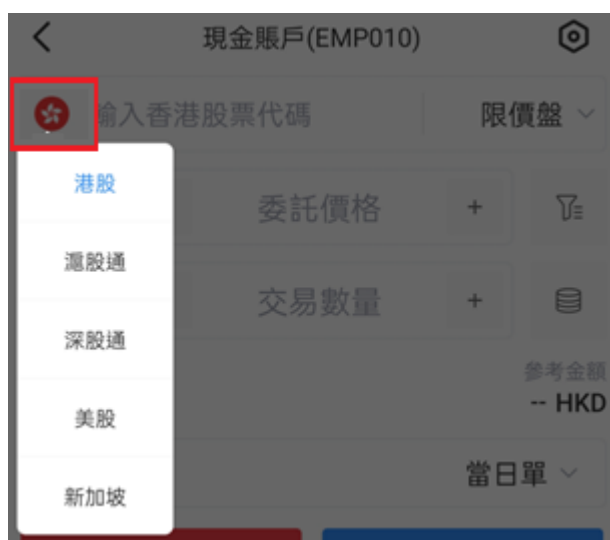 現金賬戶(EMP010)
輸入香港股票代碼
限價盤
港股
委託價格
+
滬股通
交易數量
+
深股通
參考金額
-- HKD
美股
當日單
新加坡